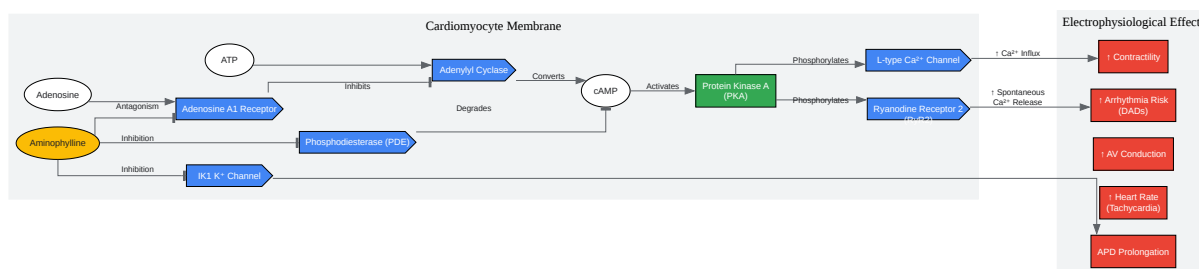 Cardiomyocyte Membrane
Electrophysiological Effect
ATP
Adenosine
Aminophylline
Antagonism
Inhibition
Inhibition
Adenosine A1 Receptor
Phosphodiesterase (PDE)
IK1 K⁺ Channel
Inhibits
Adenylyl Cyclase
Degrades
Converts
cAMP
Activates
Protein Kinase A
(PKA)
Phosphorylates
Phosphorylates
L-type Ca²⁺ Channel
Ryanodine Receptor 2
(RyR2)
↑ Ca²⁺ Influx
↑ Spontaneous
Ca²⁺ Release
↑ Contractility
↑ Arrhythmia Risk
(DADs)
↑ AV Conduction
↑ Heart Rate
(Tachycardia)
APD Prolongation